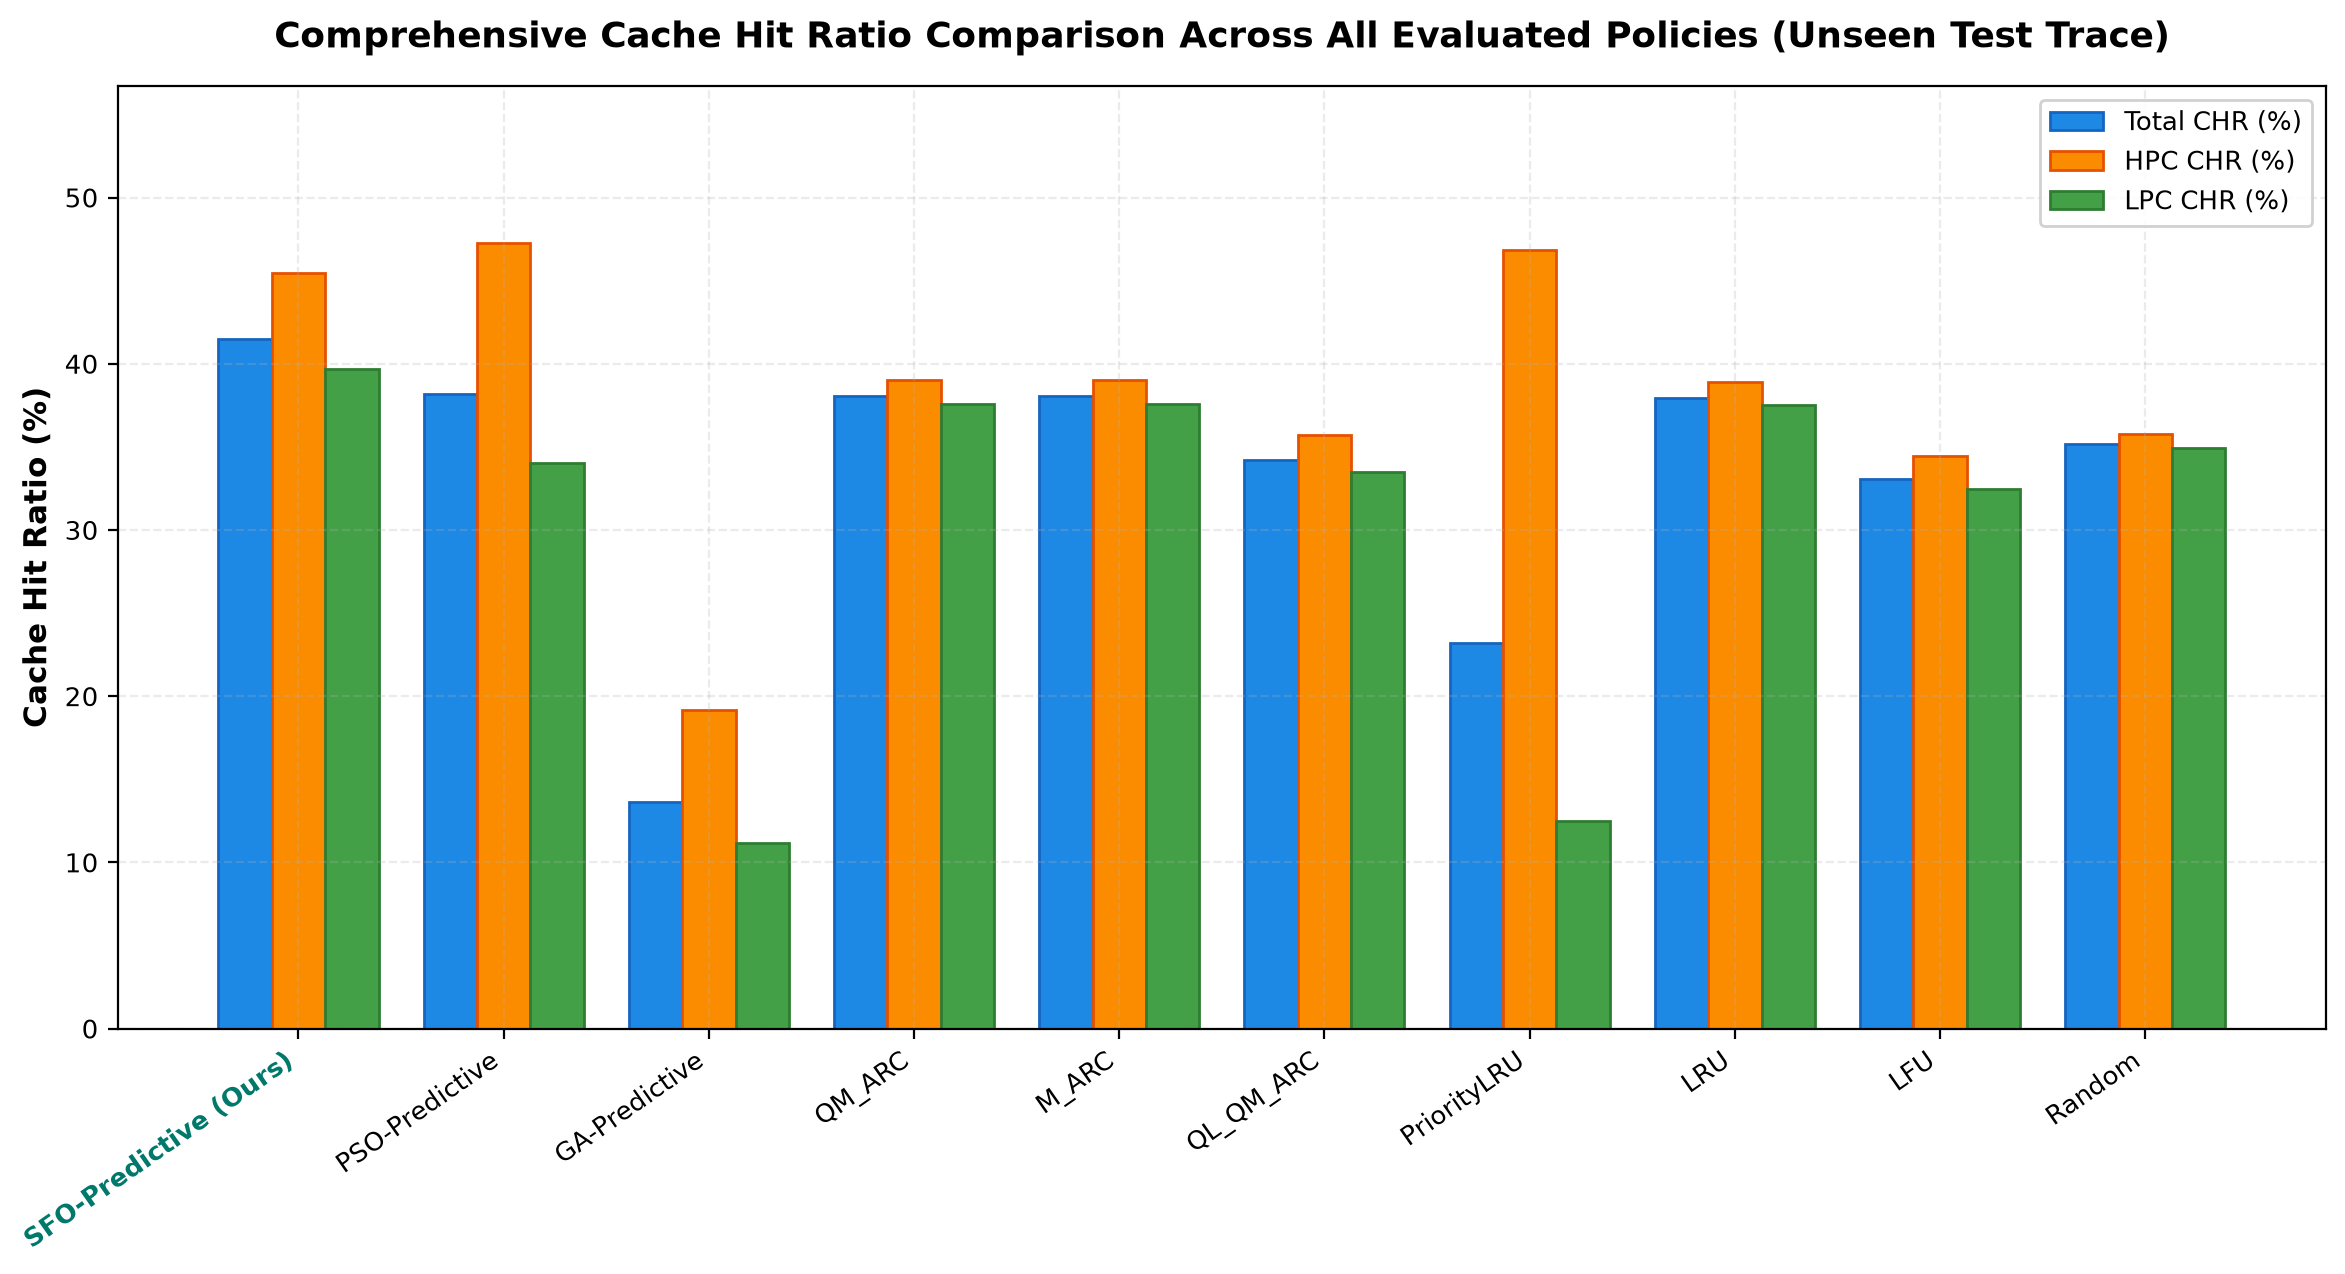 Comprehensive Cache Hit Ratio Comparison Across All Evaluated Policies (Unseen Test Trace)
Total CHR (%)
HPC CHR (%)
LPC CHR (%)
Cache Hit Ratio (%)
50
40
30
20
10
0
SFO-Predictive (Ours)
PSO-Predictive
GA-Predictive
QM_ARC
M_ARC
QL_QM_ARC
PriorityLRU
LRU
LFU
Random